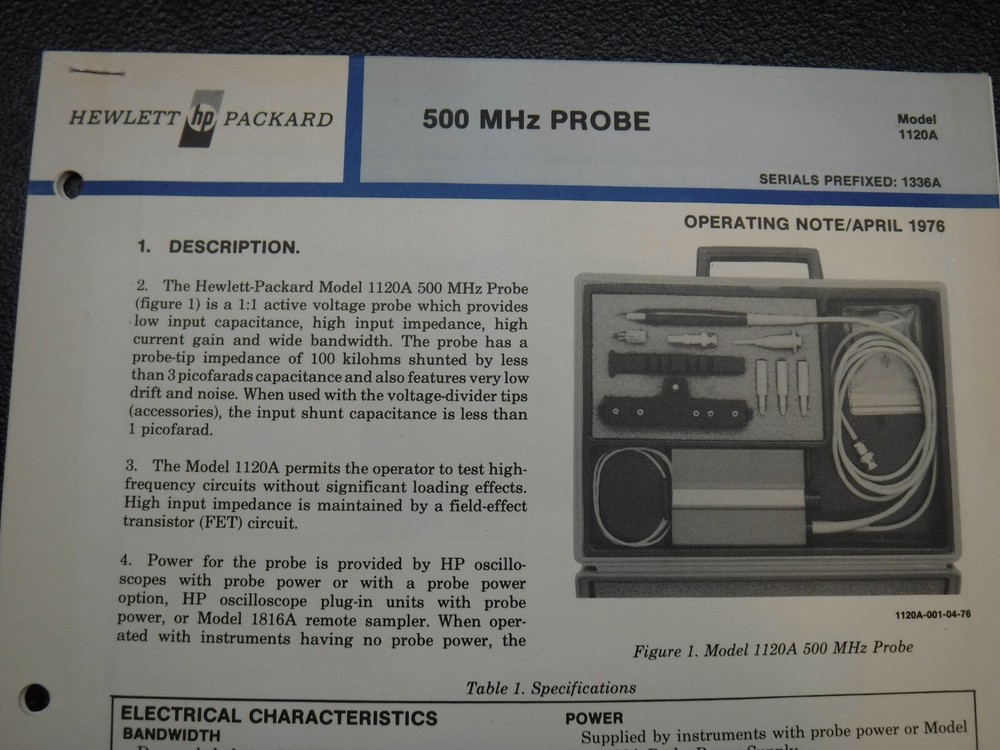 HEWLETT hp PACKARD
500 MHz PROBE
Model
1120A
SERIALS PREFIXED: 1336A
OPERATING NOTE/APRIL 1976
1. DESCRIPTION.
2. The Hewlett-Packard Model 1120A 500 MHz Probe
(figure 1) is a 1:1 active voltage probe which provides
low input capacitance, high input impedance, high
current gain and wide bandwidth. The probe has a
probe-tip impedance of 100 kilohms shunted by less
than 3 picofarads capacitance and also features very low
drift and noise. When used with the voltage-divider tips
(accessories), the input shunt capacitance is less than
1 picofarad.
3. The Model 1120A permits the operator to test high-
frequency circuits without significant loading effects.
High input impedance is maintained by a field-effect
transistor (FET) circuit.
4. Power for the probe is provided by HP oscillo-
scopes with probe power or with a probe power
option, HP oscilloscope plug-in units with probe
power, or Model 1816A remote sampler. When oper-
ated with instruments having no probe power, the
1120A-001-04-76
Figure 1. Model 1120A 500 MHz Probe
Table 1. Specifications
ELECTRICAL CHARACTERISTICS
BANDWIDTH
POWER
Supplied by instruments with probe power or Model